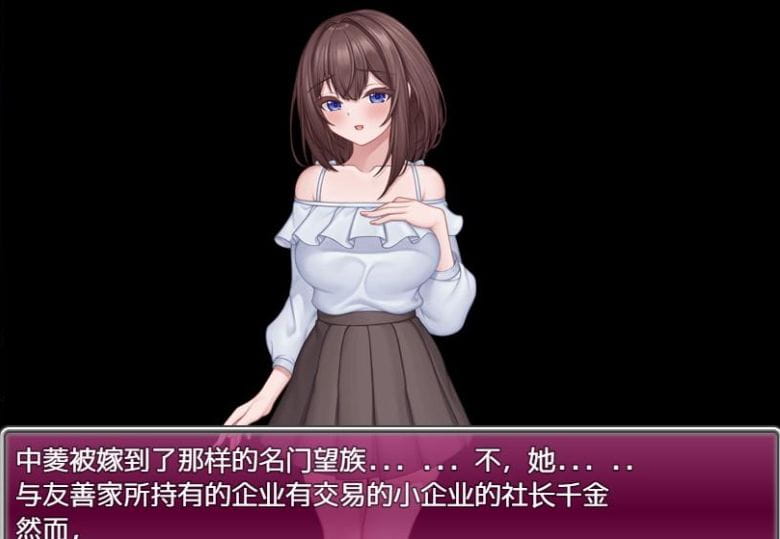 中菱被嫁到了那样的名门望族... ... 不，她... ..
与友善家所持有的企业有交易的小企业的社长千金
然而，